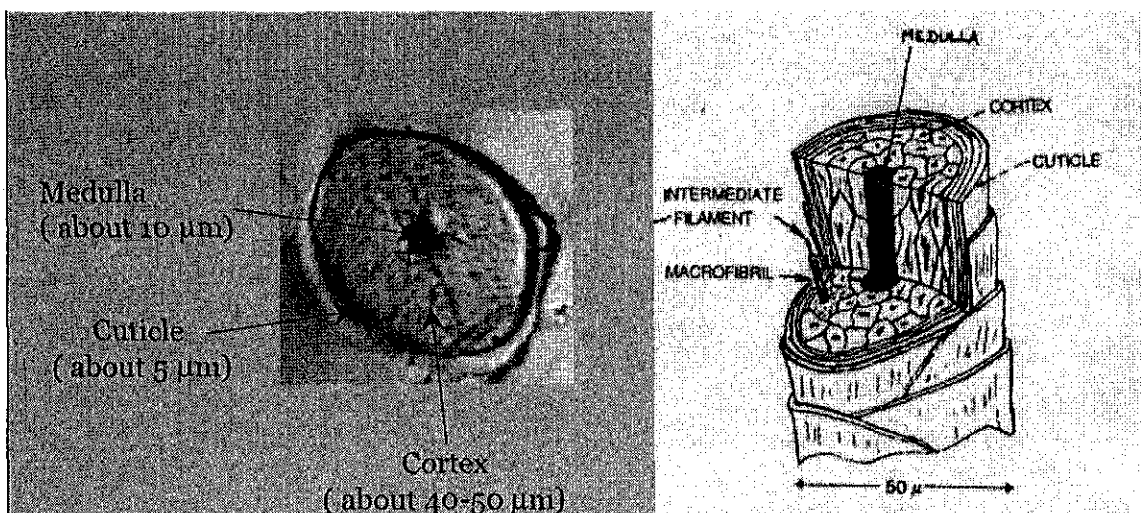 Medulla
( about 10 µm)
Cuticle
( about 5 µm)
Cortex
( about 40-50 µm)
MEDULLA
CORTEX
CUTICLE
INTERMEDIATE
FILAMENT
MACROFIBRIL
50 µ